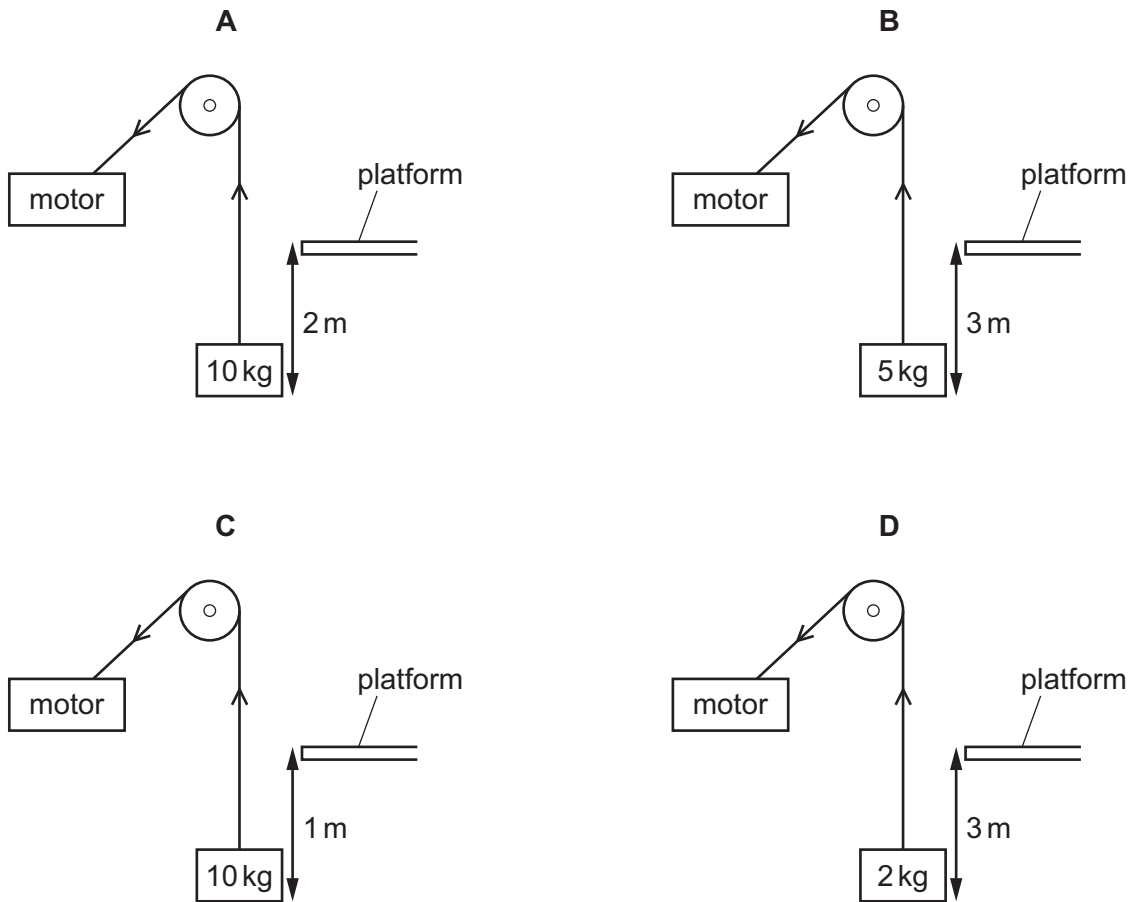 A
B
motor
platform
2 m
10 kg
motor
platform
3 m
5 kg
C
D
motor
platform
1 m
10 kg
motor
platform
3 m
2 kg